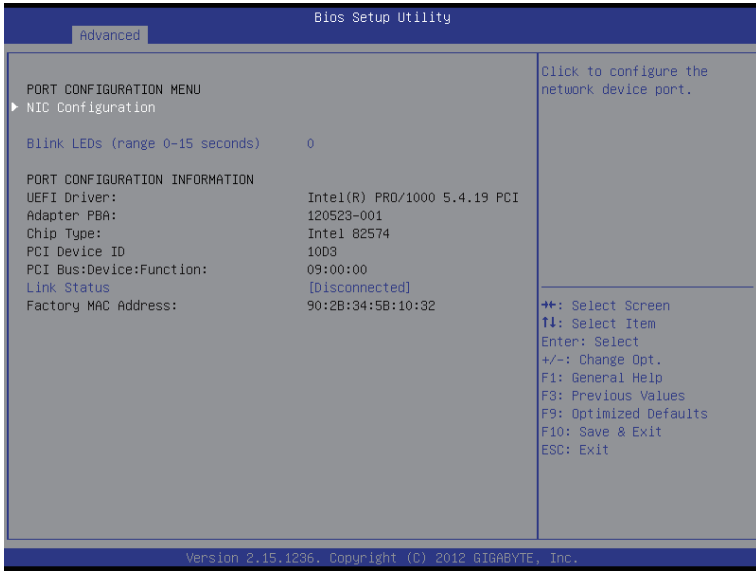 Bios Setup Utility
Advanced
PORT CONFIGURATION MENU
NIC Configuration
Blink LEDs (range 0-15 seconds) 0
PORT CONFIGURATION INFORMATION
UEFI Driver: Intel(R) PRO/1000 5.4.19 PCI
Adapter PBA: 120523-001
Chip Type: Intel 82574
PCI Device ID 10D3
PCI Bus:Device:Function: 09:00:00
Link Status [Disconnected]
Factory MAC Address: 90:2B:34:5B:10:32
Click to configure the
network device port.
→←: Select Screen
↑↓: Select Item
Enter: Select
+/-: Change Opt.
F1: General Help
F3: Previous Values
F9: Optimized Defaults
F10: Save & Exit
ESC: Exit
Version 2.15.1236. Copyright (C) 2012 GIGABYTE, Inc.